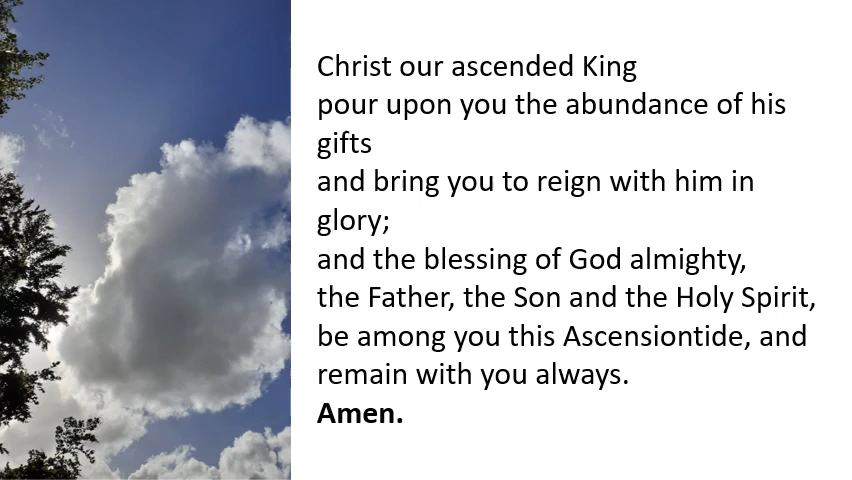 Christ our ascended King
pour upon you the abundance of his
gifts
and bring you to reign with him in
glory;
and the blessing of God almighty,
the Father, the Son and the Holy Spirit,
be among you this Ascensiontide, and
remain with you always.
Amen.